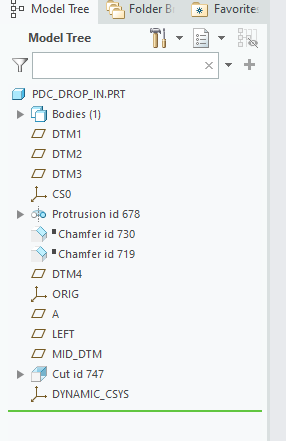 Model Tree
Folder B
Favorites
Model Tree
PDC_DROP_IN.PRT
Bodies (1)
DTM1
DTM2
DTM3
CS0
Protrusion id 678
Chamfer id 730
Chamfer id 719
DTM4
ORIG
A
LEFT
MID_DTM
Cut id 747
DYNAMIC_CSYS